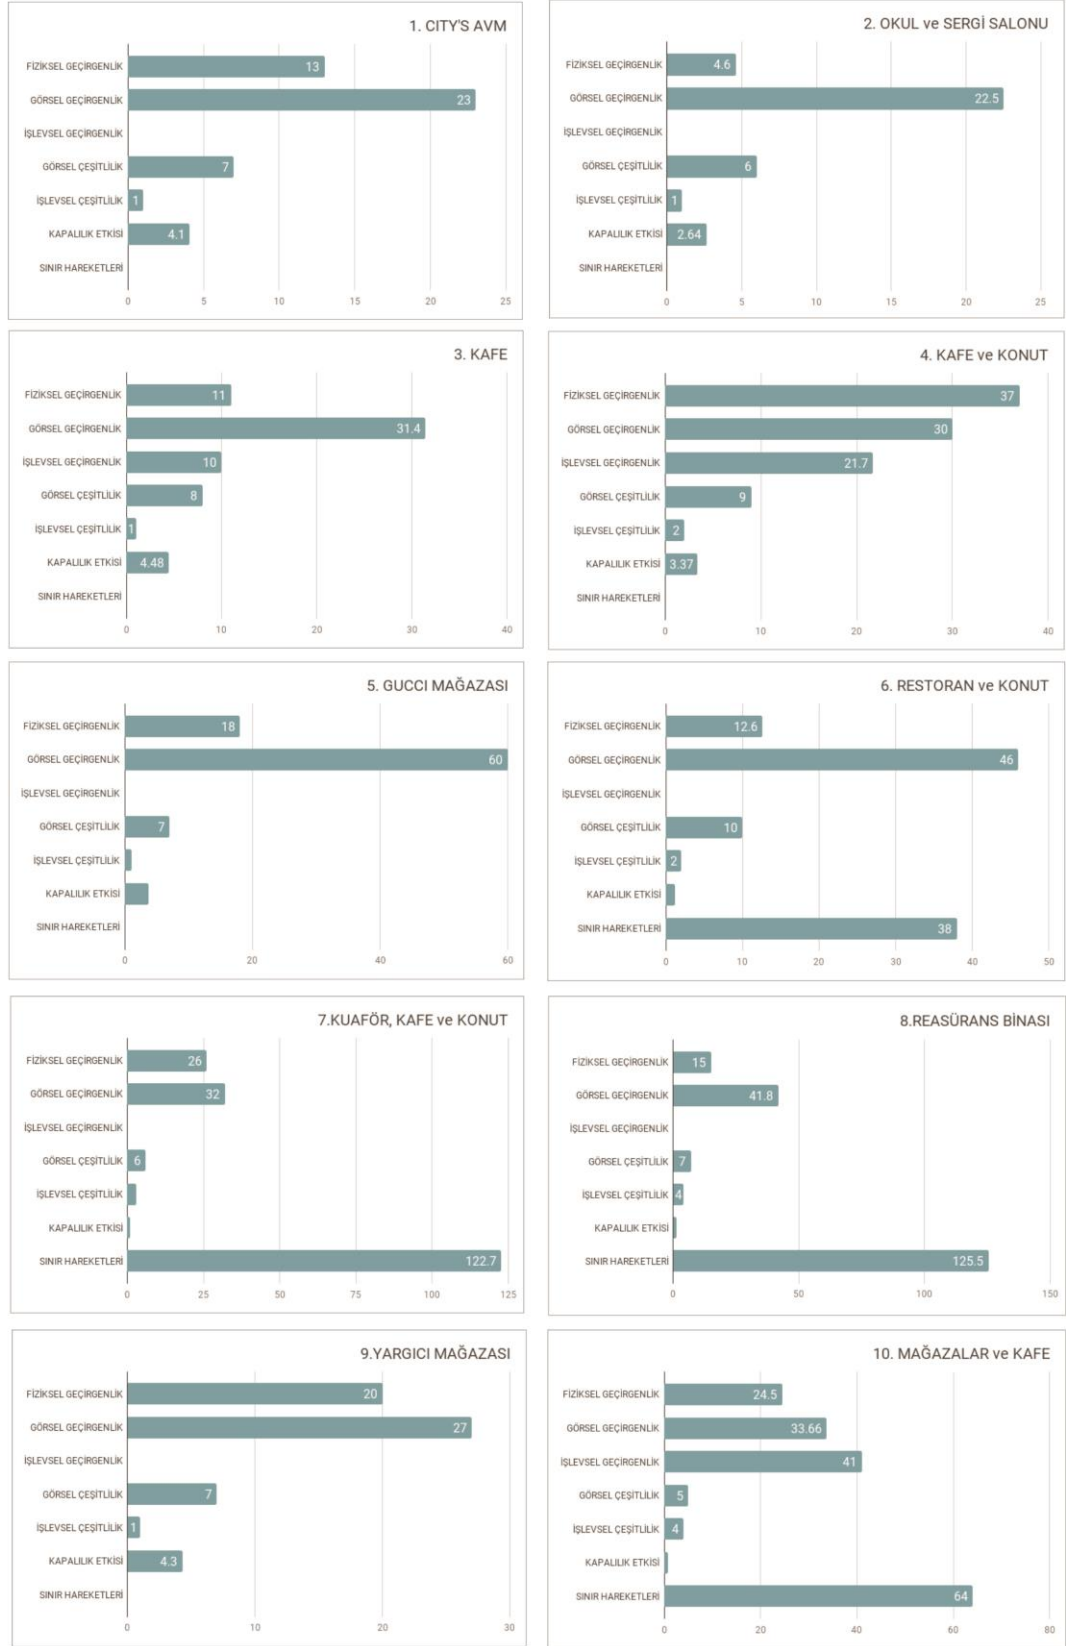 1. CITY'S AVM
FİZİKSEL GEÇİRGENLİK 13
GÖRSEL GEÇİRGENLİK 23
İŞLEVSEL GEÇİRGENLİK
GÖRSEL ÇEŞİTLİLİK 7
İŞLEVSEL ÇEŞİTLİLİK 1
KAPALILIK ETKİSİ 4.1
SINIR HAREKETLERİ
0 5 10 15 20 25
2. OKUL ve SERGİ SALONU
FİZİKSEL GEÇİRGENLİK 4.6
GÖRSEL GEÇİRGENLİK 22.5
İŞLEVSEL GEÇİRGENLİK
GÖRSEL ÇEŞİTLİLİK 6
İŞLEVSEL ÇEŞİTLİLİK 1
KAPALILIK ETKİSİ 2.64
SINIR HAREKETLERİ
0 5 10 15 20 25
3. KAFE
FİZİKSEL GEÇİRGENLİK 11
GÖRSEL GEÇİRGENLİK 31.4
İŞLEVSEL GEÇİRGENLİK 10
GÖRSEL ÇEŞİTLİLİK 8
İŞLEVSEL ÇEŞİTLİLİK 1
KAPALILIK ETKİSİ 4.48
SINIR HAREKETLERİ
0 10 20 30 40
4. KAFE ve KONUT
FİZİKSEL GEÇİRGENLİK 37
GÖRSEL GEÇİRGENLİK 30
İŞLEVSEL GEÇİRGENLİK 21.7
GÖRSEL ÇEŞİTLİLİK 9
İŞLEVSEL ÇEŞİTLİLİK 2
KAPALILIK ETKİSİ 3.37
SINIR HAREKETLERİ
0 10 20 30 40
5. GUCCI MAĞAZASI
FİZİKSEL GEÇİRGENLİK 18
GÖRSEL GEÇİRGENLİK 60
İŞLEVSEL GEÇİRGENLİK
GÖRSEL ÇEŞİTLİLİK 7
İŞLEVSEL ÇEŞİTLİLİK
KAPALILIK ETKİSİ
SINIR HAREKETLERİ
0 20 40 60
6. RESTORAN ve KONUT
FİZİKSEL GEÇİRGENLİK 12.6
GÖRSEL GEÇİRGENLİK 46
İŞLEVSEL GEÇİRGENLİK
GÖRSEL ÇEŞİTLİLİK 10
İŞLEVSEL ÇEŞİTLİLİK 2
KAPALILIK ETKİSİ
SINIR HAREKETLERİ 38
0 10 20 30 40 50
7.KUAFÖR, KAFE ve KONUT
FİZİKSEL GEÇİRGENLİK 26
GÖRSEL GEÇİRGENLİK 32
İŞLEVSEL GEÇİRGENLİK
GÖRSEL ÇEŞİTLİLİK 6
İŞLEVSEL ÇEŞİTLİLİK
KAPALILIK ETKİSİ
SINIR HAREKETLERİ 122.7
0 25 50 75 100 125
8.REASÜRANS BİNASI
FİZİKSEL GEÇİRGENLİK 15
GÖRSEL GEÇİRGENLİK 41.8
İŞLEVSEL GEÇİRGENLİK
GÖRSEL ÇEŞİTLİLİK 7
İŞLEVSEL ÇEŞİTLİLİK 4
KAPALILIK ETKİSİ
SINIR HAREKETLERİ 125.5
0 50 100 150
9.YARGICI MAĞAZASI
FİZİKSEL GEÇİRGENLİK 20
GÖRSEL GEÇİRGENLİK 27
İŞLEVSEL GEÇİRGENLİK
GÖRSEL ÇEŞİTLİLİK 7
İŞLEVSEL ÇEŞİTLİLİK 1
KAPALILIK ETKİSİ 4.3
SINIR HAREKETLERİ
0 10 20 30
10. MAĞAZALAR ve KAFE
FİZİKSEL GEÇİRGENLİK 24.5
GÖRSEL GEÇİRGENLİK 33.66
İŞLEVSEL GEÇİRGENLİK 41
GÖRSEL ÇEŞİTLİLİK 5
İŞLEVSEL ÇEŞİTLİLİK 4
KAPALILIK ETKİSİ
SINIR HAREKETLERİ 64
0 20 40 60 80